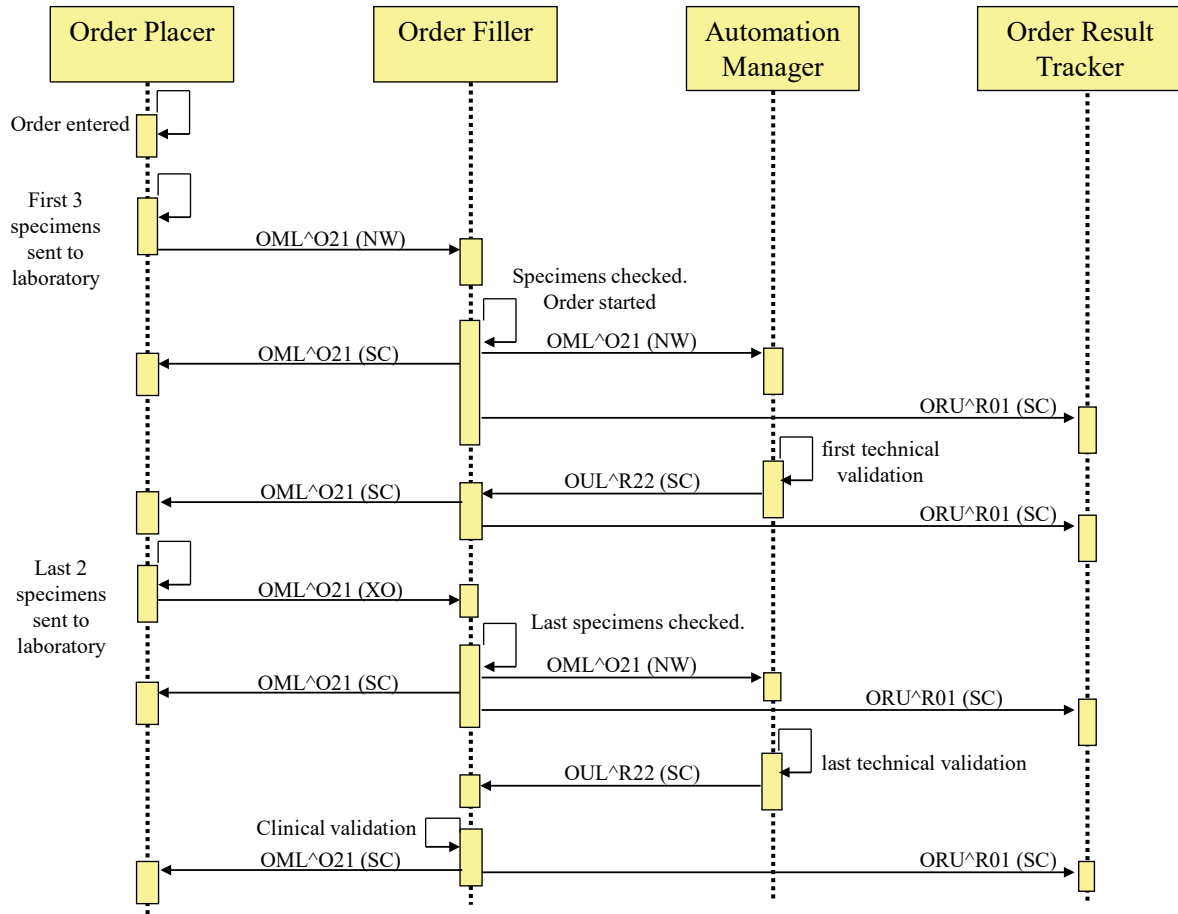 Order Placer
Order Filler
Automation
Manager
Order Result
Tracker
Order entered
First 3
specimens
sent to
laboratory
OML^O21 (NW)
Specimens checked.
Order started
OML^O21 (NW)
OML^O21 (SC)
ORU^R01 (SC)
first technical
validation
OUL^R22 (SC)
OML^O21 (SC)
ORU^R01 (SC)
Last 2
specimens
sent to
laboratory
OML^O21 (XO)
Last specimens checked.
OML^O21 (NW)
OML^O21 (SC)
ORU^R01 (SC)
last technical validation
OUL^R22 (SC)
Clinical validation
OML^O21 (SC)
ORU^R01 (SC)